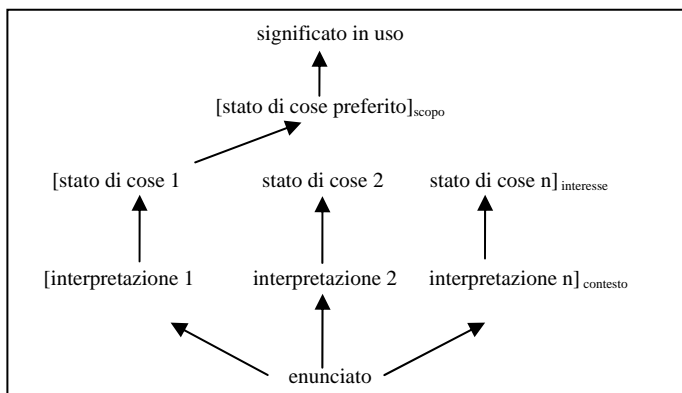 significato in uso
[stato di cose preferito]scopo
[stato di cose 1 stato di cose 2 stato di cose n] interesse
[interpretazione 1 interpretazione 2 interpretazione n] contesto
enunciato